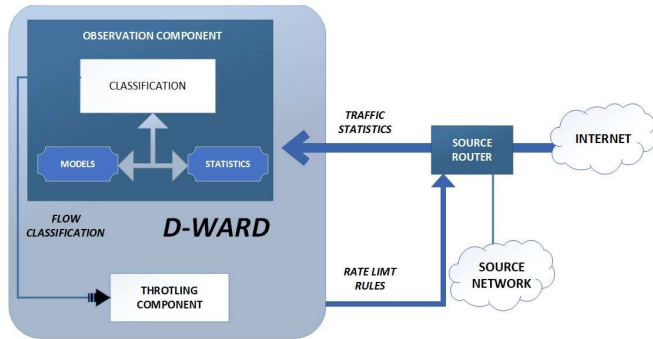 OBSERVATION COMPONENT
CLASSIFICATION
MODELS
STATISTICS
FLOW
CLASSIFICATION
D-WARD
THROTLING
COMPONENT
TRAFFIC
STATISTICS
SOURCE
ROUTER
INTERNET
RATE LIMT
RULES
SOURCE
NETWORK